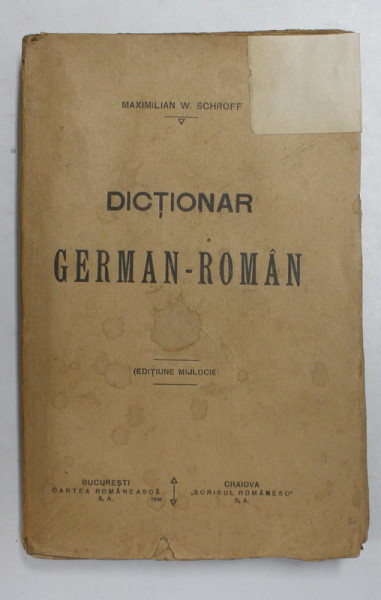 MAXIMILIAN W. SCHROFF
DICȚIONAR
GERMAN-ROMÂN
(EDIȚIUNE MIJLOCIE)
BUCUREȘTI
CARTEA ROMÂNEASCĂ
S. A.
CRAIOVA
„SCRISUL ROMÂNESC"
S. A.